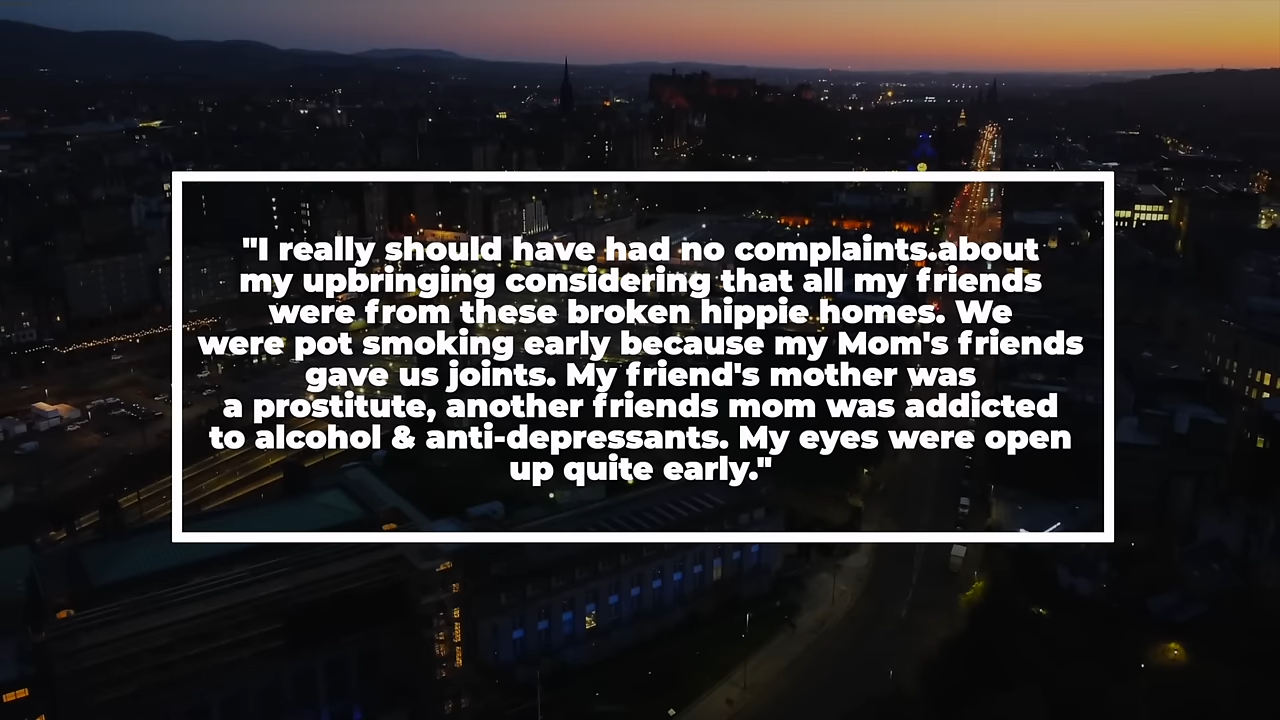 "I really should have had no complaints.about
my upbringing considering that all my friends
were from these broken hippie homes. We
were pot smoking early because my Mom's friends
gave us joints. My friend's mother was
a prostitute, another friends mom was addicted
to alcohol & anti-depressants. My eyes were open
up quite early."